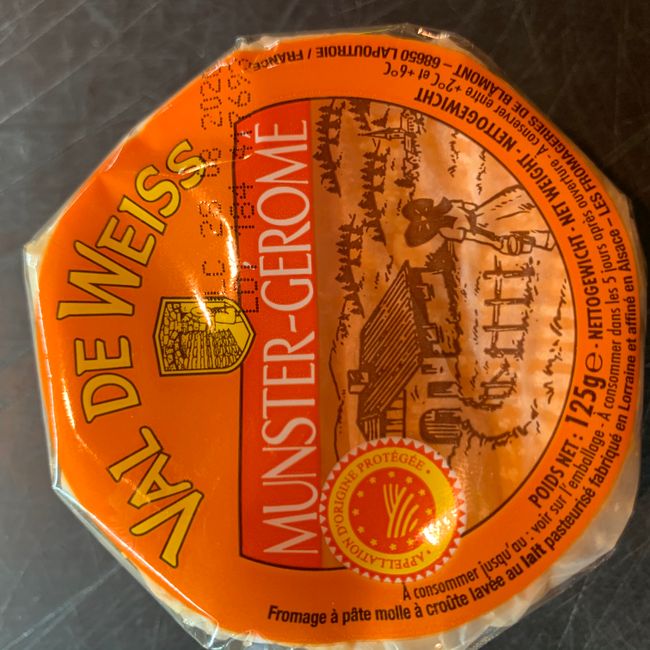 VAL DE WEISS
MUNSTER-GEROME
APPELLATION D'ORIGINE PROTÉGÉE
POIDS NET : 125g e - NETTOGEWICHT - NET WEIGHT - NETTOGEWICHT
A consommer jusqu'au : voir sur l'emballage - A consommer dans les 5 jours après ouverture - A conserver entre +2°C et +6°C
Fromage à pâte molle à croûte lavée au lait pasteurisé fabriqué en Lorraine et affiné en Alsace - LES FROMAGERIES DE BLAMONT - 68650 LAPOUTROIE / FRANCE